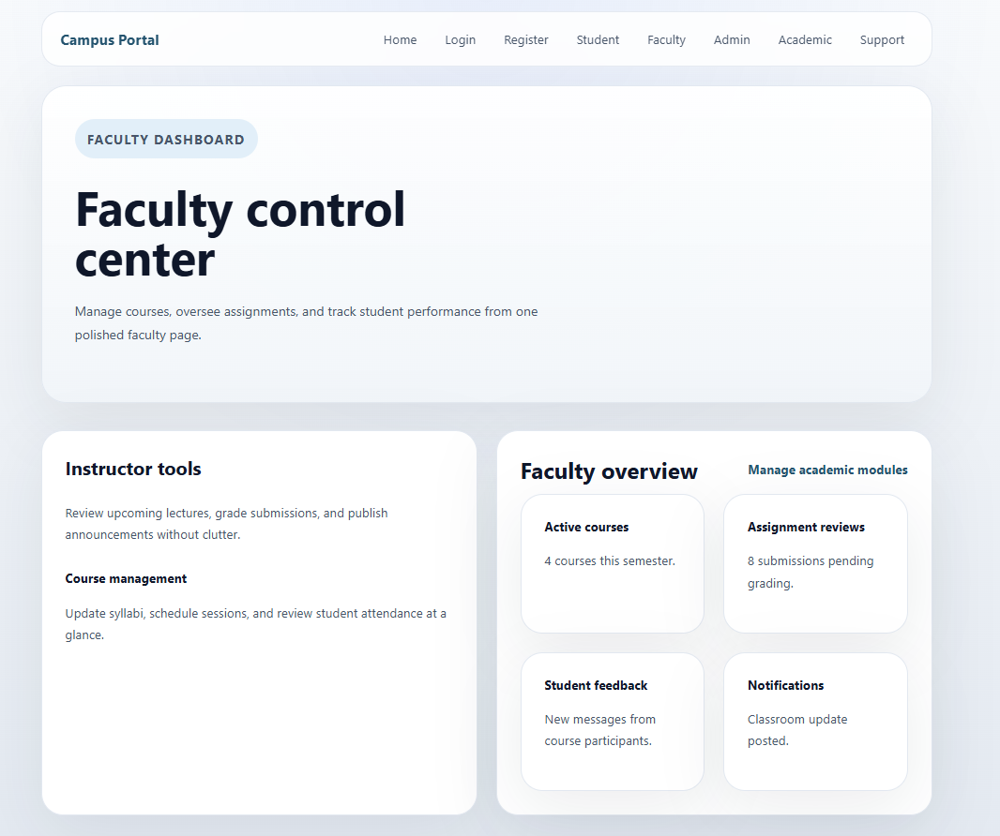 Campus Portal
Home Login Register Student Faculty Admin Academic Support
FACULTY DASHBOARD
Faculty control
center
Manage courses, oversee assignments, and track student performance from one
polished faculty page.
Instructor tools
Review upcoming lectures, grade submissions, and publish
announcements without clutter.
Course management
Update syllabi, schedule sessions, and review student attendance at a
glance.
Faculty overview
Manage academic modules
Active courses
4 courses this semester.
Assignment reviews
8 submissions pending
grading.
Student feedback
New messages from
course participants.
Notifications
Classroom update
posted.